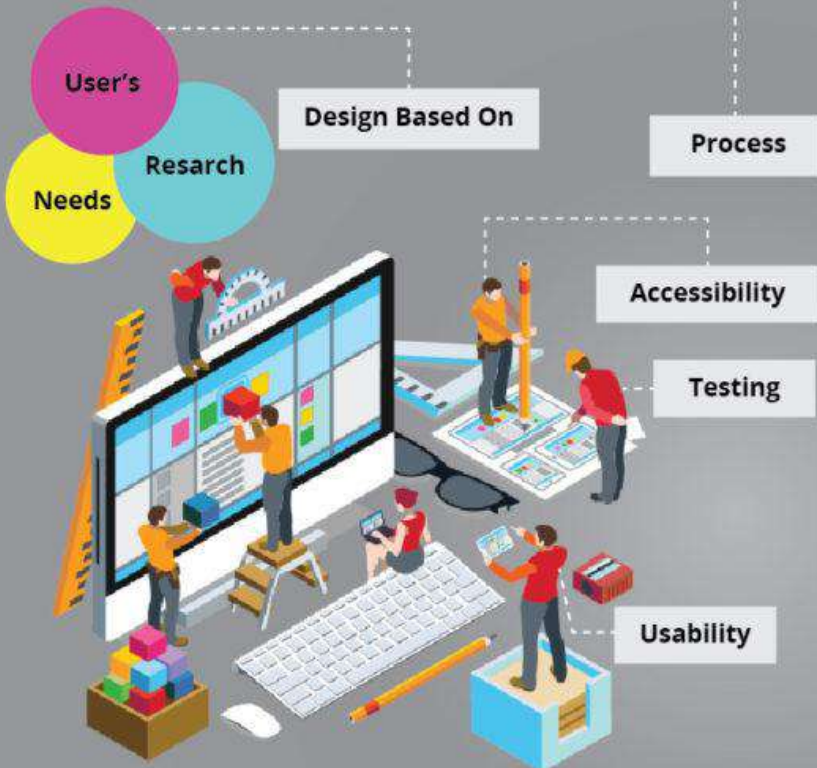 User's
Resarch
Needs
Design Based On
Process
Accessibility
Testing
Usability